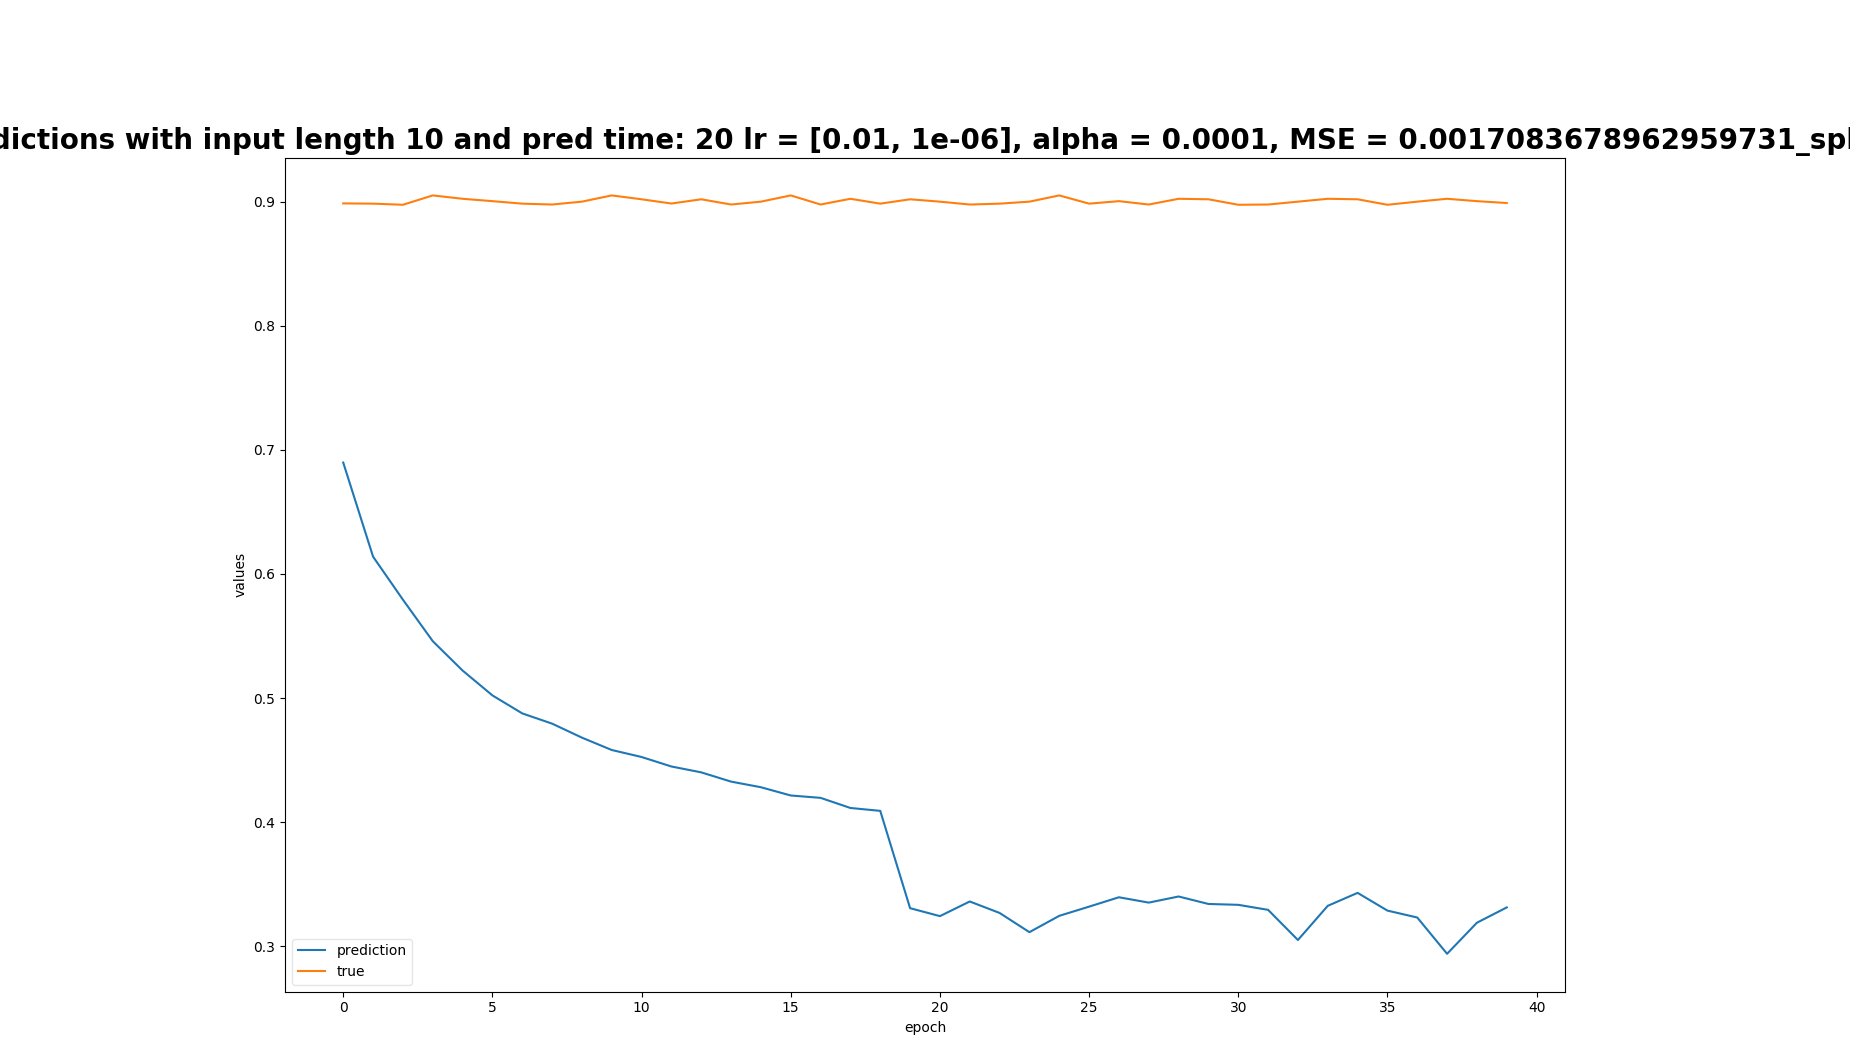 dictions with input length 10 and pred time: 20 lr = [0.01, 1e-06], alpha = 0.0001, MSE = 0.0017083678962959731_spl
0.9
0.8
0.7
0.6
0.5
0.4
0.3
values
prediction
true
0 5 10 15 20 25 30 35 40
epoch